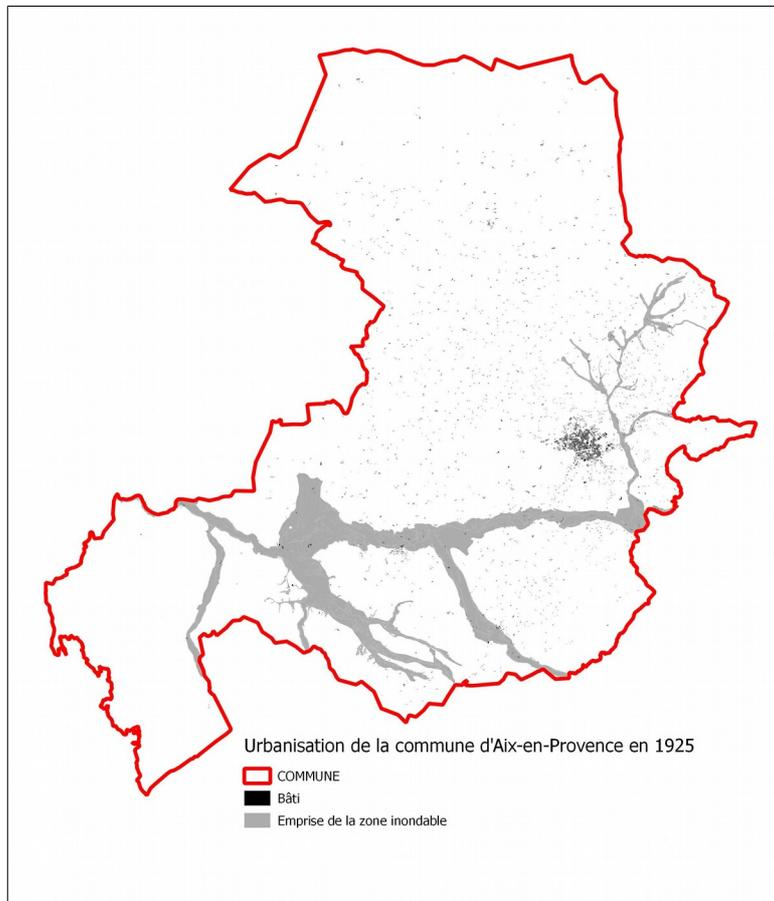 Urbanisation de la commune d'Aix-en-Provence en 1925
COMMUNE
Bâti
Emprise de la zone inondable